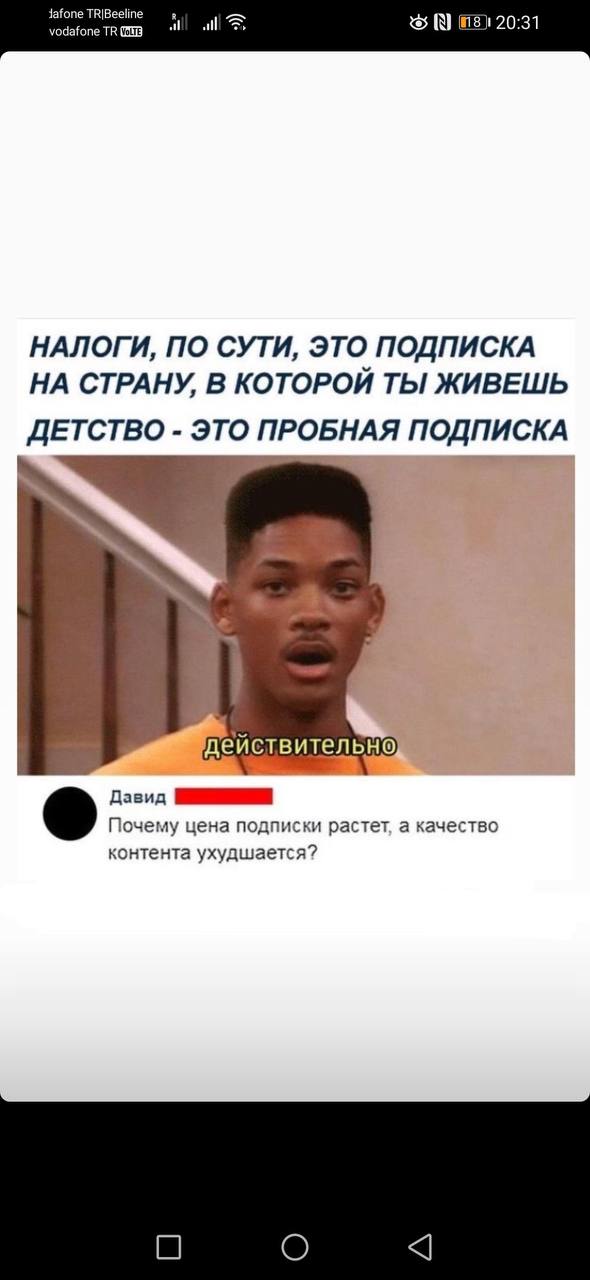 dafone TR|Beeline
vodafone TR VoLTE
R
18 20:31
НАЛОГИ, ПО СУТИ, ЭТО ПОДПИСКА
НА СТРАНУ, В КОТОРОЙ ТЫ ЖИВЕШЬ
ДЕТСТВО - ЭТО ПРОБНАЯ ПОДПИСКА
действительно
Давид
Почему цена подписки растет, а качество
контента ухудшается?